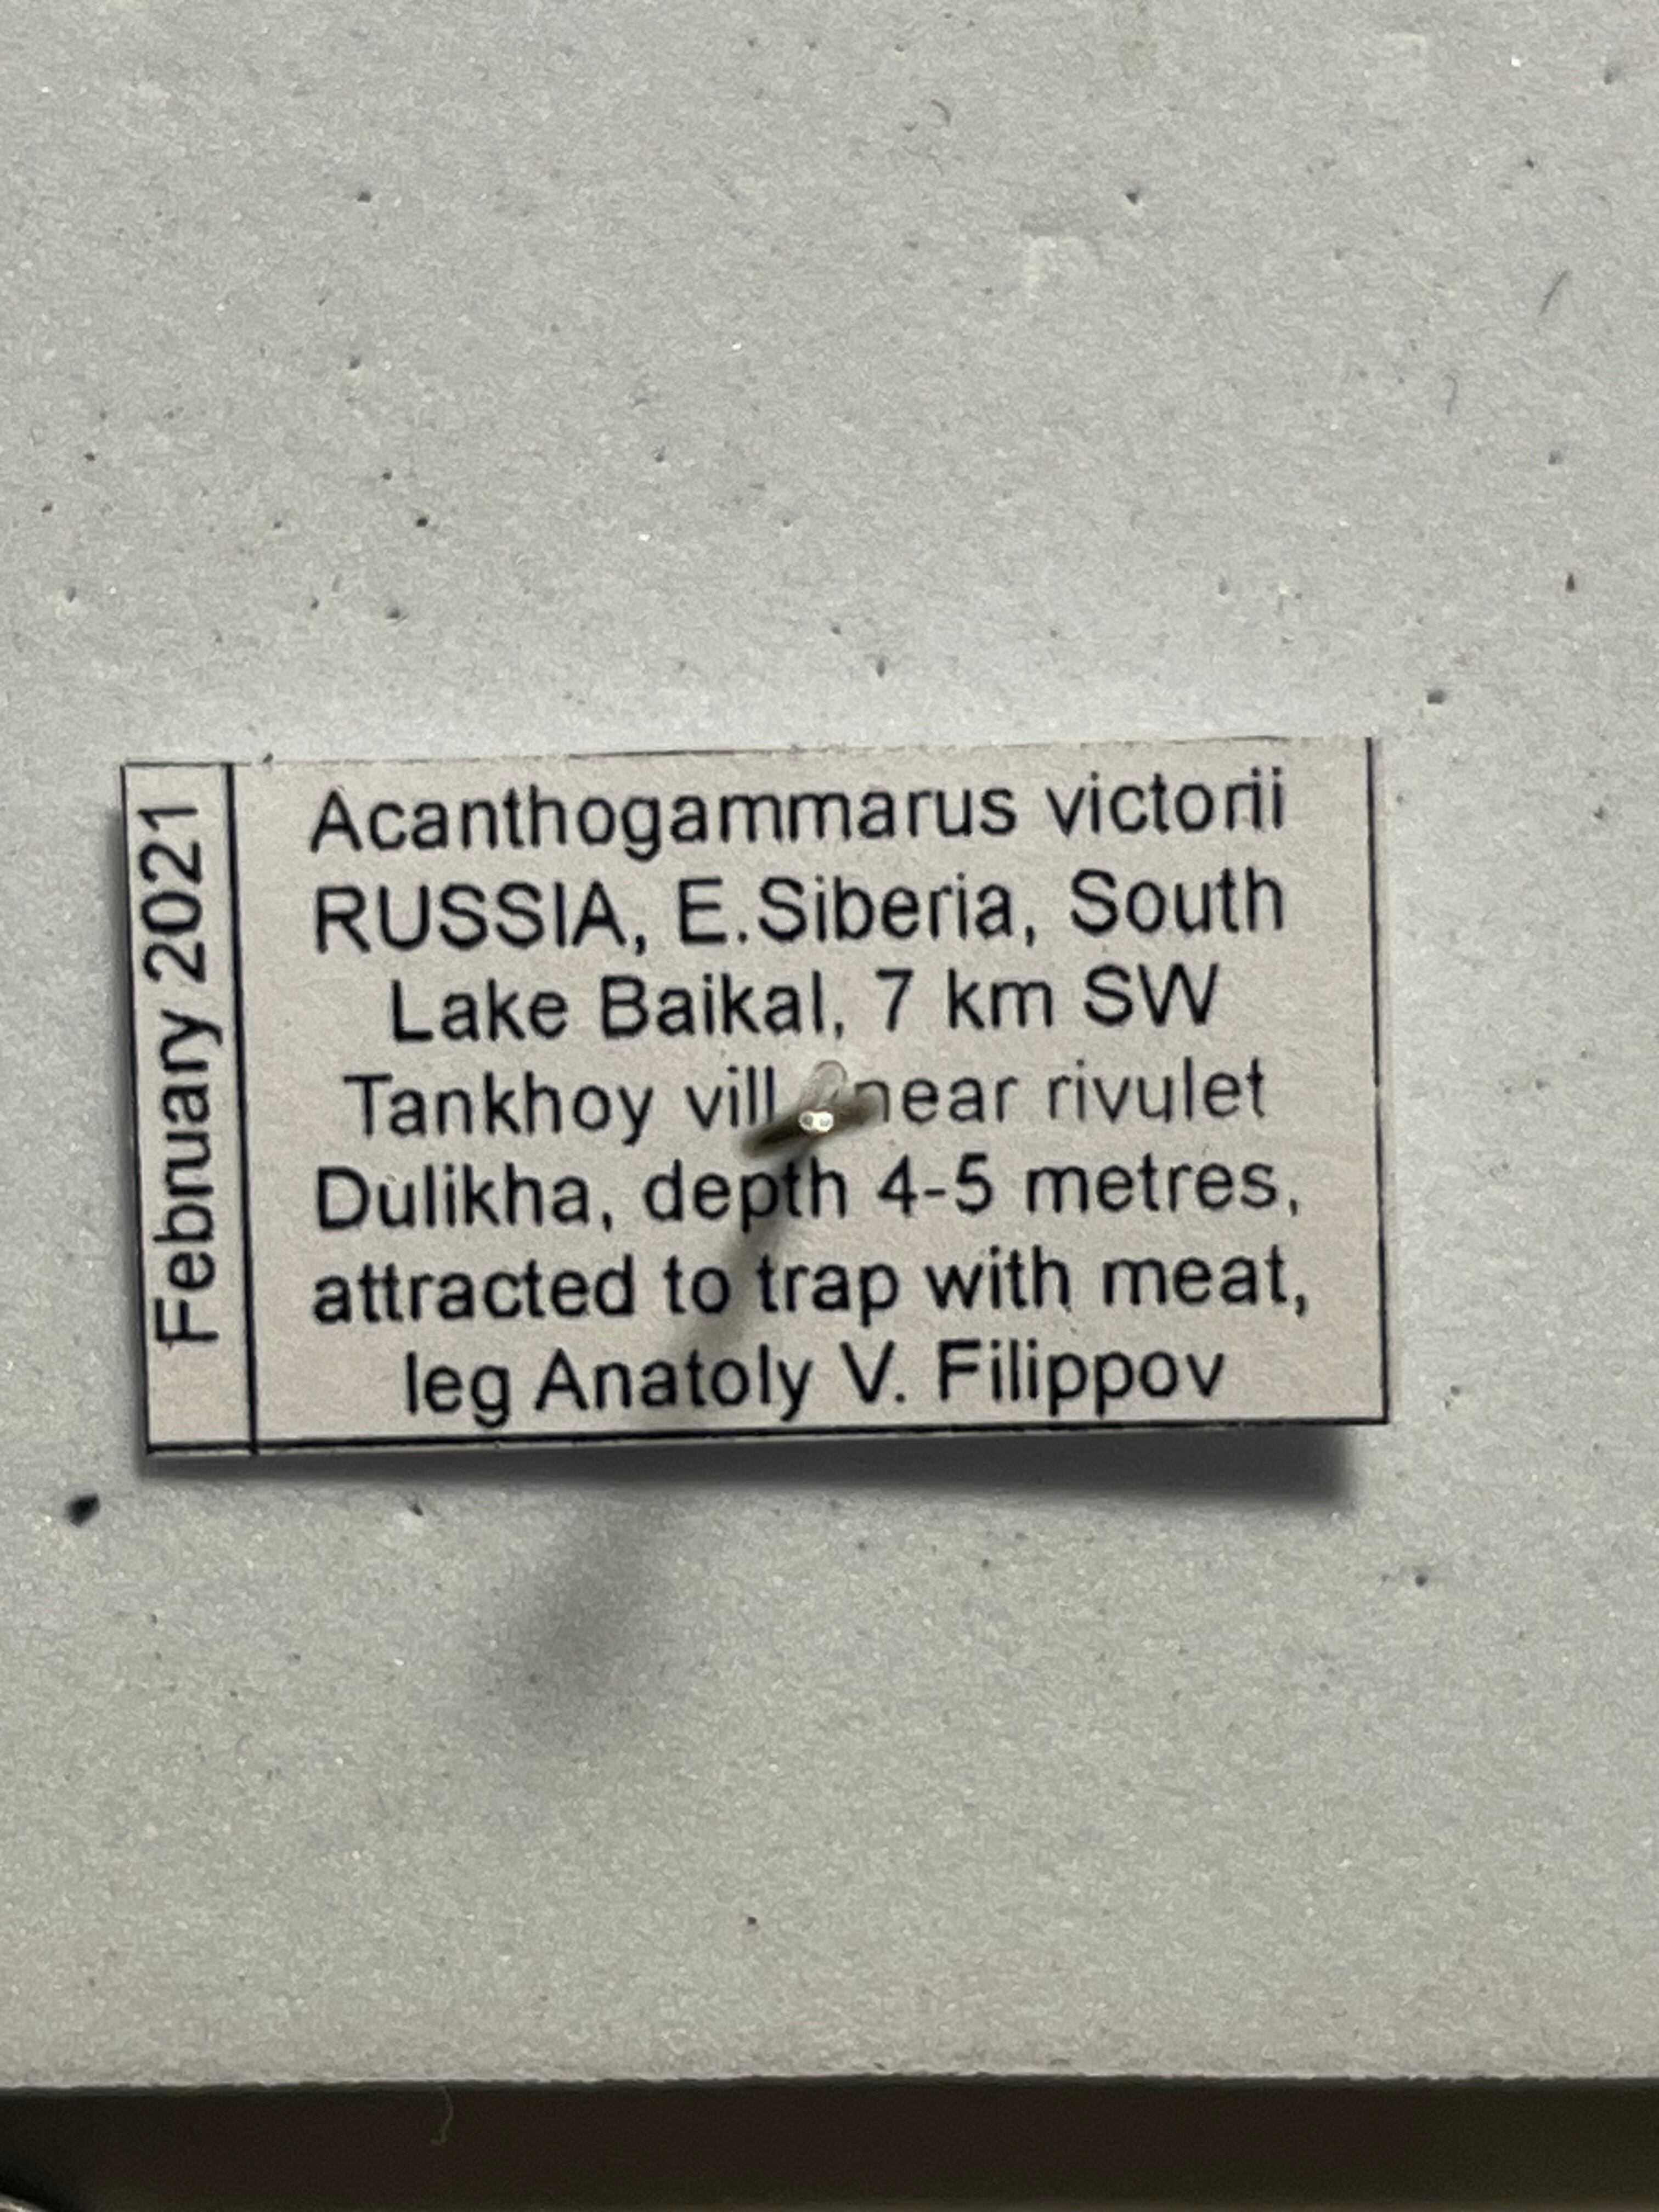 February 2021
Acanthogammarus victorii
RUSSIA, E.Siberia, South
Lake Baikal, 7 km SW
Tankhoy vill near rivulet
Dulikha, depth 4-5 metres,
attracted to trap with meat,
leg Anatoly V. Filippov